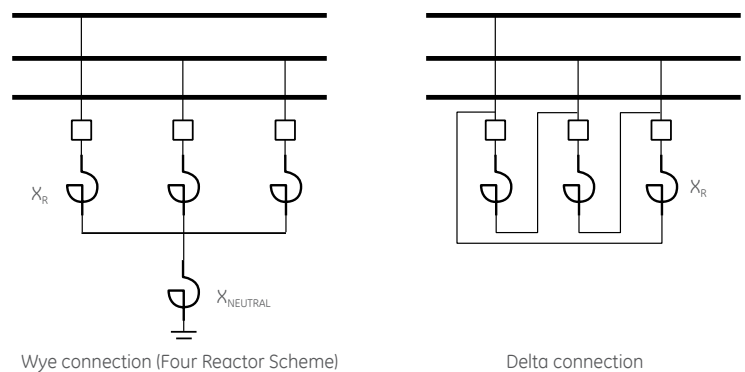 X_R
X_R
X_NEUTRAL
Wye connection (Four Reactor Scheme)
Delta connection